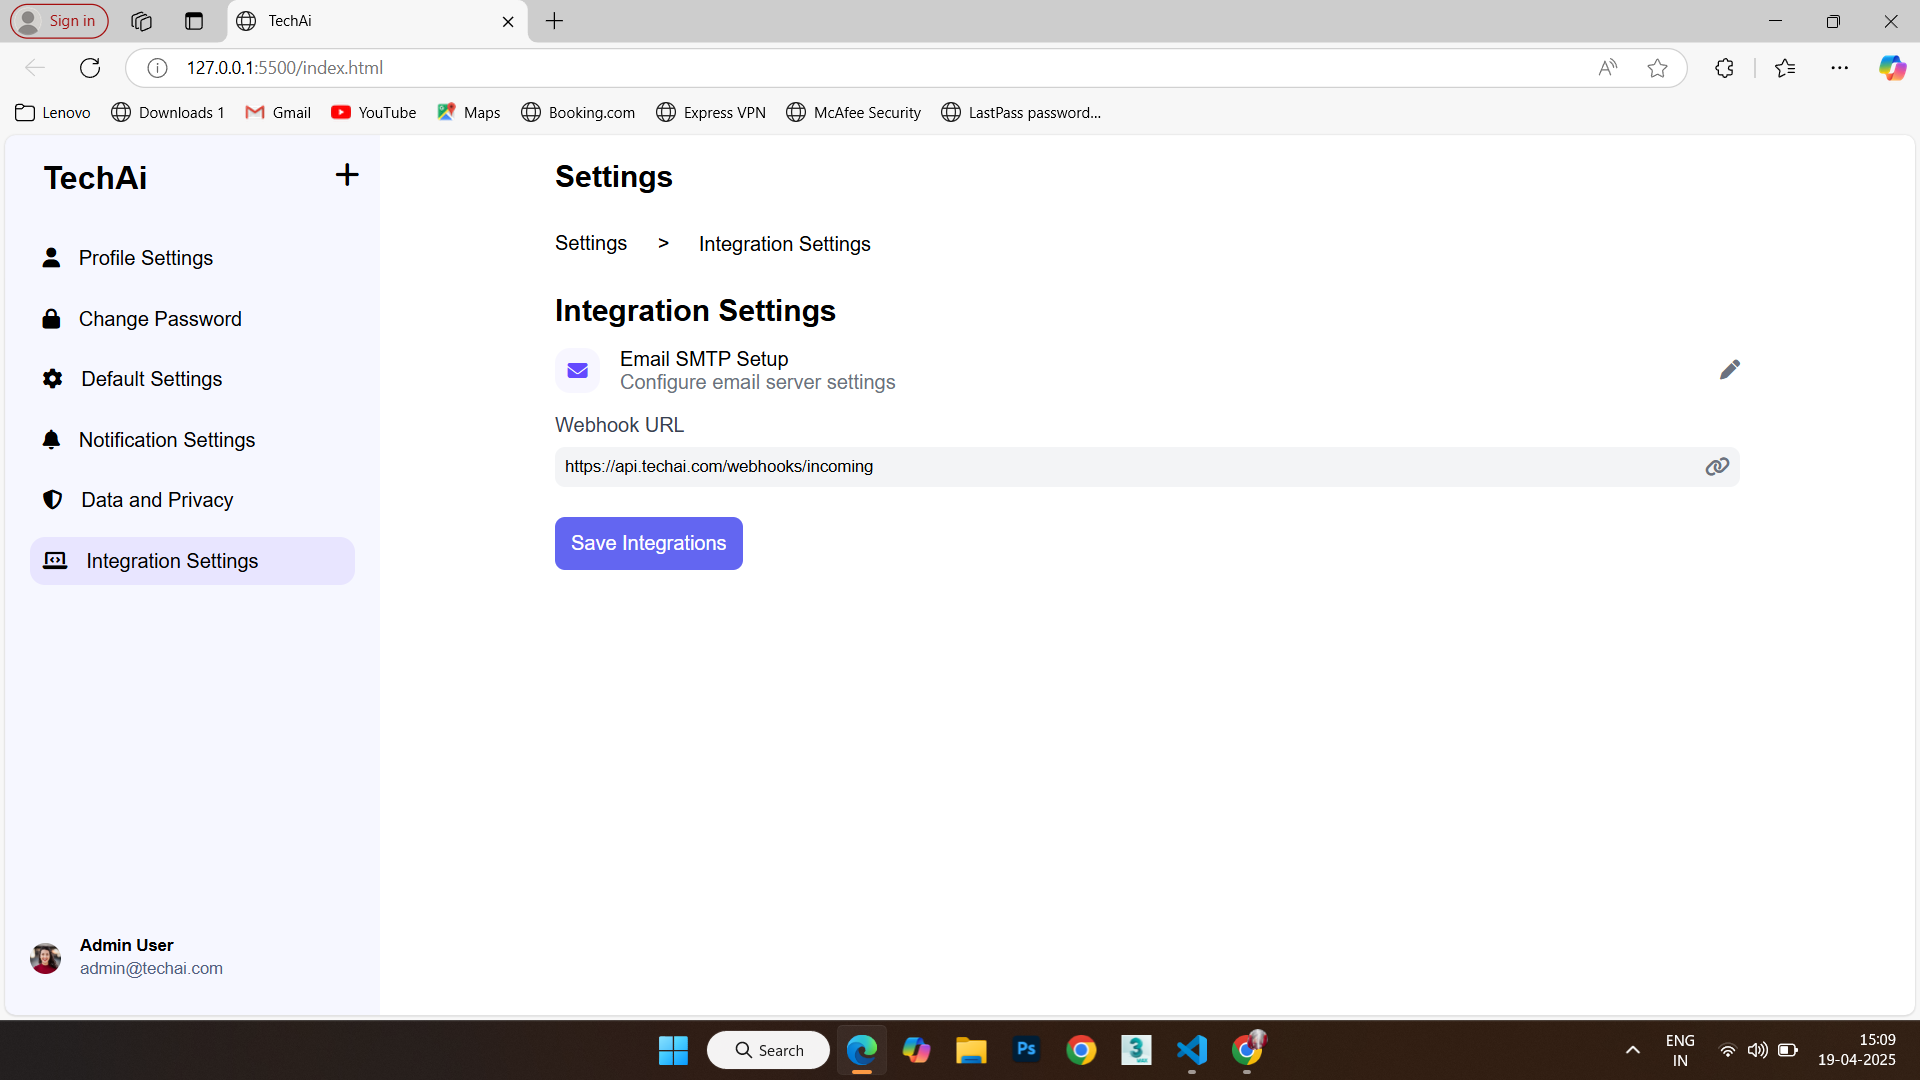 Sign in
TechAi
127.0.0.1:5500/index.html
Lenovo
Downloads 1
Gmail
YouTube
Maps
Booking.com
Express VPN
McAfee Security
LastPass password...
TechAi
Profile Settings
Change Password
Default Settings
Notification Settings
Data and Privacy
Integration Settings
Admin User
admin@techai.com
Settings
Settings > Integration Settings
Integration Settings
Email SMTP Setup
Configure email server settings
Webhook URL
https://api.techai.com/webhooks/incoming
Save Integrations
Search
Ps
3
ENG
IN
15:09
19-04-2025